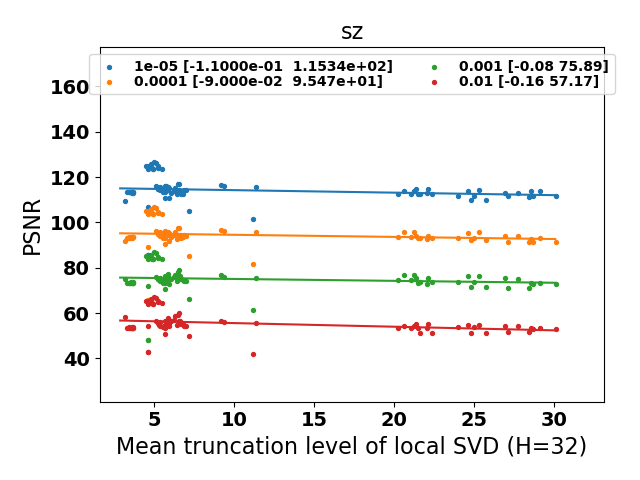 sz
1e-05 [-1.1000e-01  1.1534e+02]
0.0001 [-9.000e-02  9.547e+01]
0.001 [-0.08 75.89]
0.01 [-0.16 57.17]
PSNR
160
140
120
100
80
60
40
5 10 15 20 25 30
Mean truncation level of local SVD (H=32)